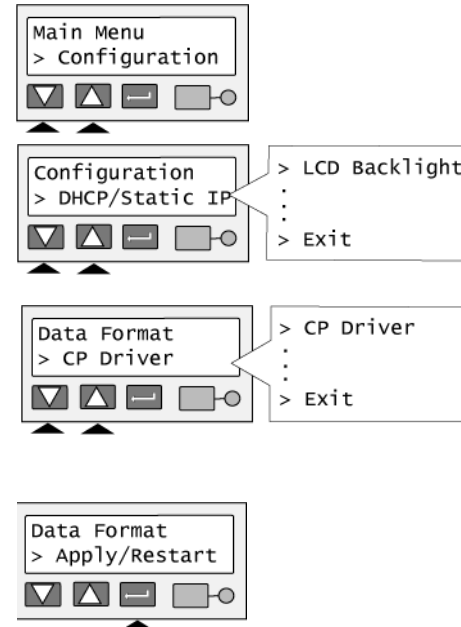 Main Menu
> Configuration
Configuration
> DHCP/Static IP
> LCD Backlight
.
.
.
> Exit
Data Format
> CP Driver
> CP Driver
.
.
.
> Exit
Data Format
> Apply/Restart